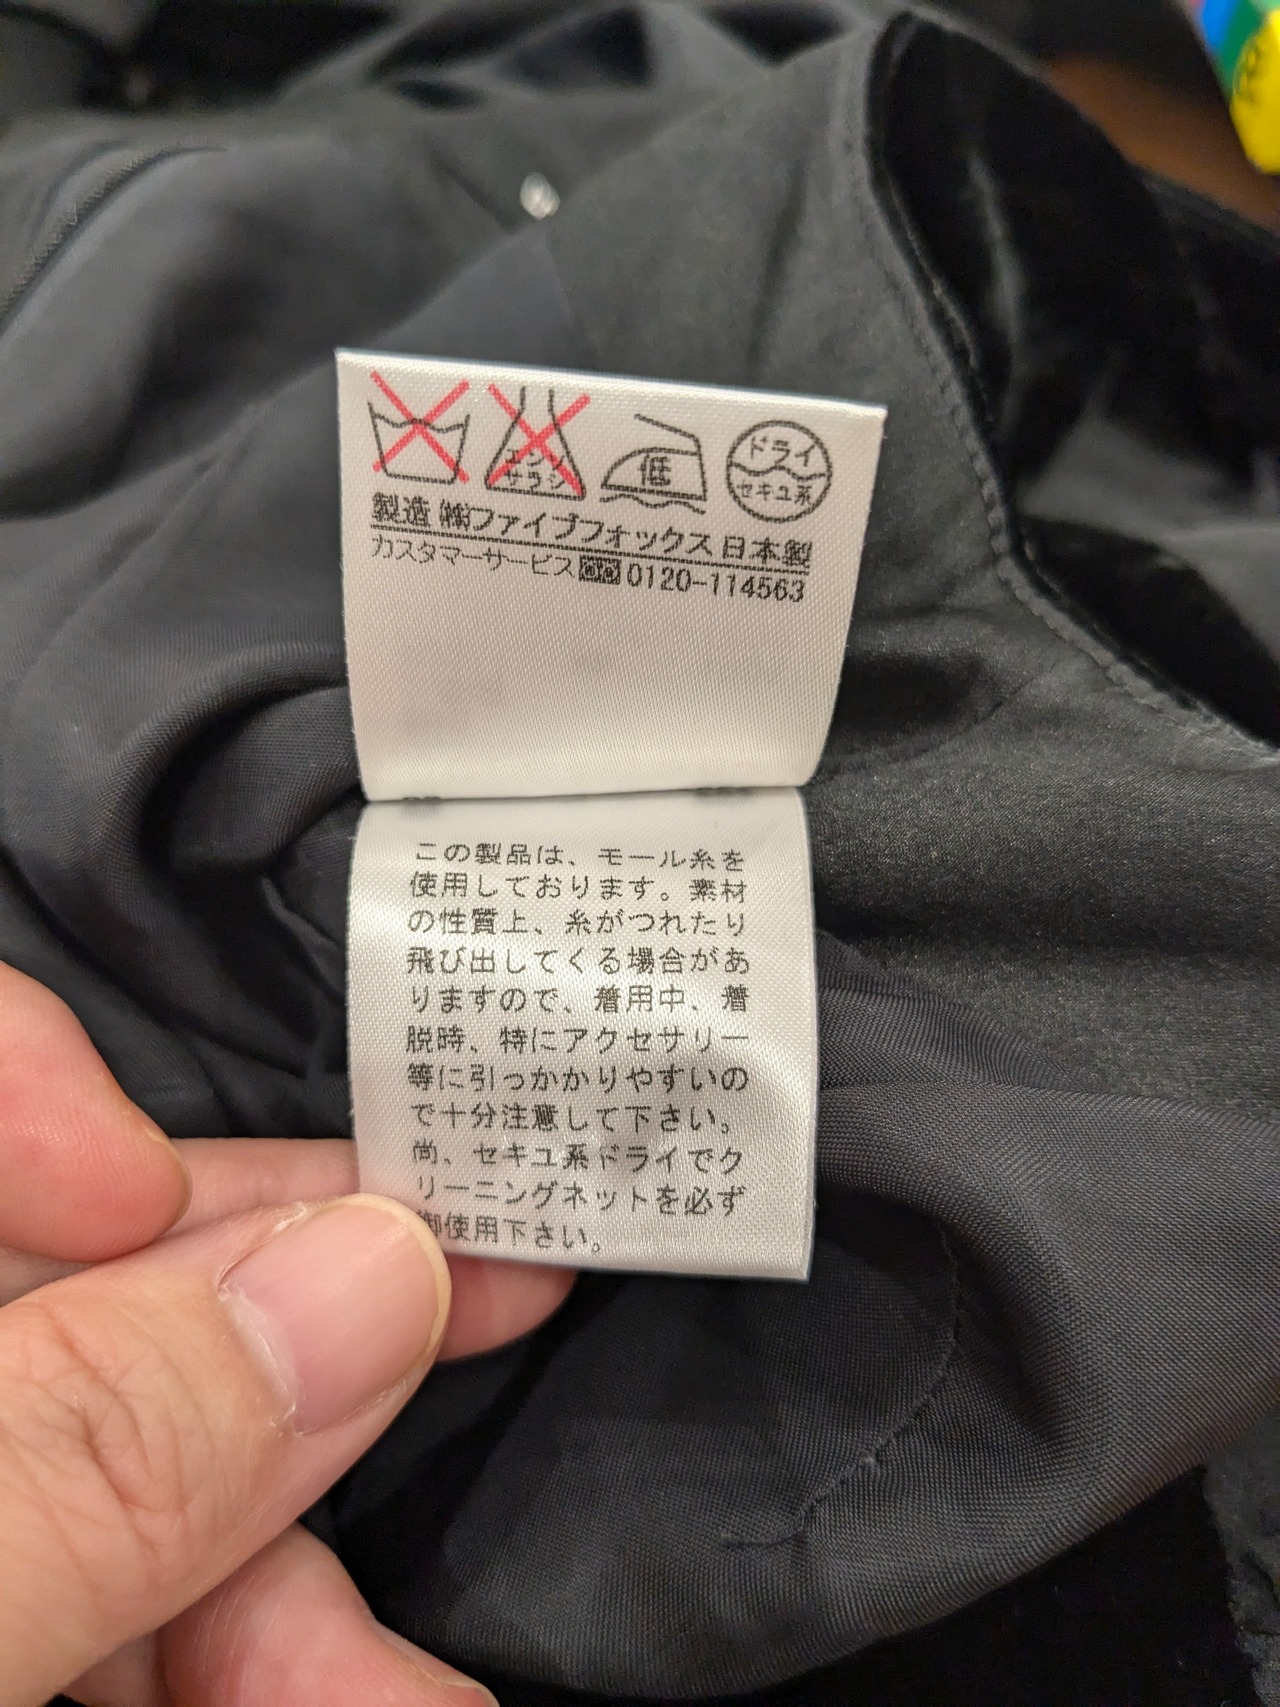 エンソ
サラシ
低
ドライ
セキユ系
製造 ㈱ファイブフォックス 日本製
カスタマーサービス 0120-114563
この製品は、モール糸を
使用しております。素材
の性質上、糸がつれたり
飛び出してくる場合があ
りますので、着用中、着
脱時、特にアクセサリー
等に引っかかりやすいの
で十分注意して下さい。
尚、セキユ系ドライでク
リーニングネットを必ず
御使用下さい。